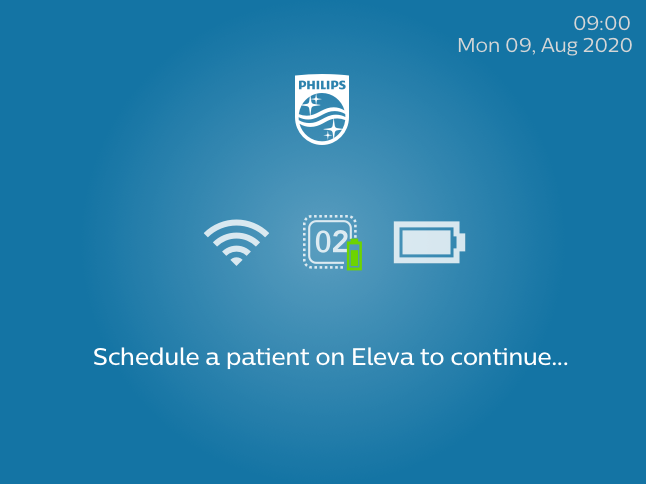 09:00
Mon 09, Aug 2020
PHILIPS
02
Schedule a patient on Eleva to continue...